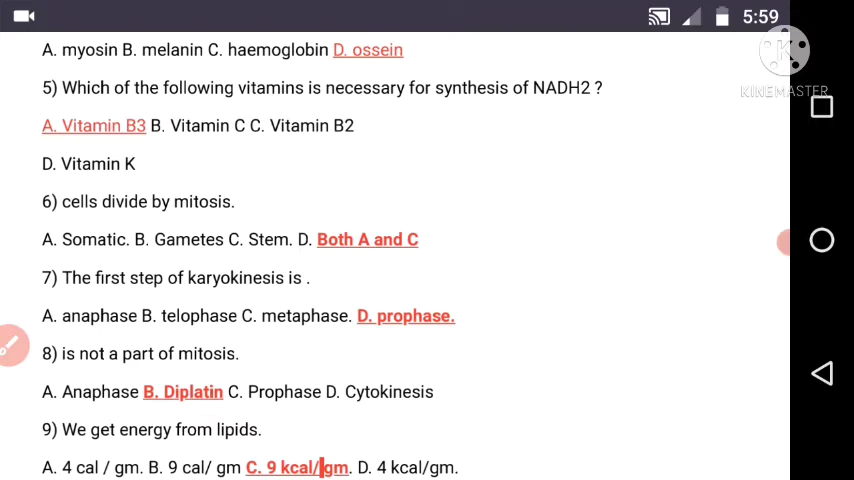 5:59
KINEMASTER
A. myosin B. melanin C. haemoglobin D. ossein
5) Which of the following vitamins is necessary for synthesis of NADH2 ?
A. Vitamin B3 B. Vitamin C C. Vitamin B2
D. Vitamin K
6) cells divide by mitosis.
A. Somatic. B. Gametes C. Stem. D. Both A and C
7) The first step of karyokinesis is .
A. anaphase B. telophase C. metaphase. D. prophase.
8) is not a part of mitosis.
A. Anaphase B. Diplatin C. Prophase D. Cytokinesis
9) We get energy from lipids.
A. 4 cal / gm. B. 9 cal/ gm C. 9 kcal/ gm. D. 4 kcal/gm.